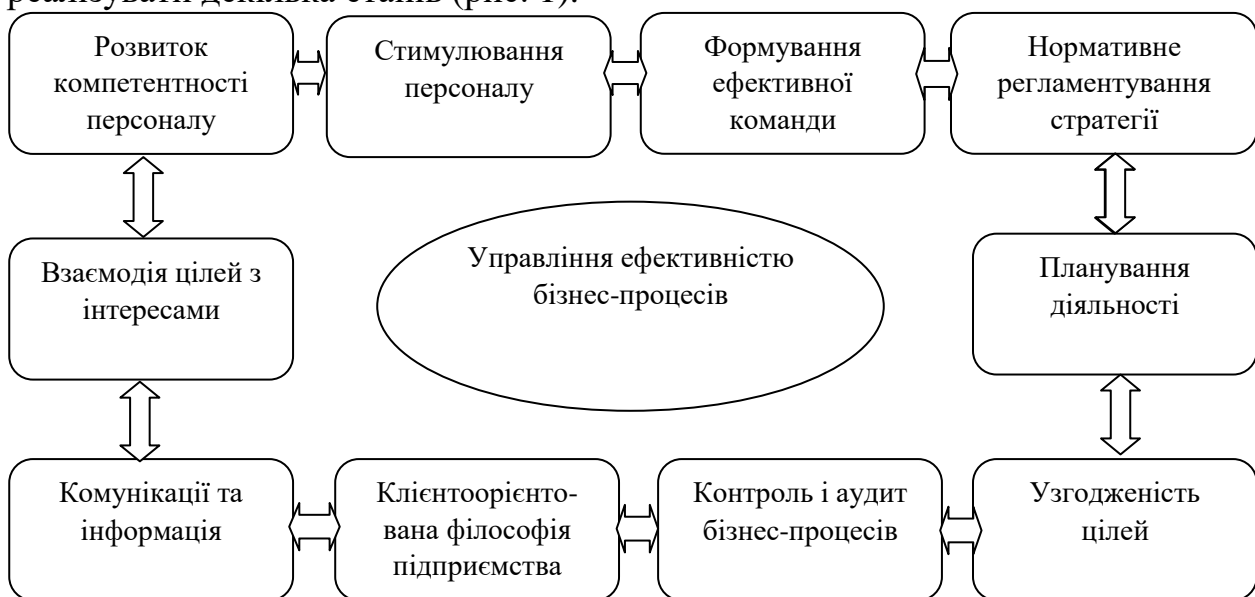 реалізувати декілька етапів (рис. 1).
Розвиток
компетентності
персоналу
Стимулювання
персоналу
Формування
ефективної
команди
Нормативне
регламентування
стратегії
Взаємодія цілей з
інтересами
Управління ефективністю
бізнес-процесів
Планування
діяльності
Комунікації та
інформація
Клієнтоорієнто-
вана філософія
підприємства
Контроль і аудит
бізнес-процесів
Узгодженість
цілей